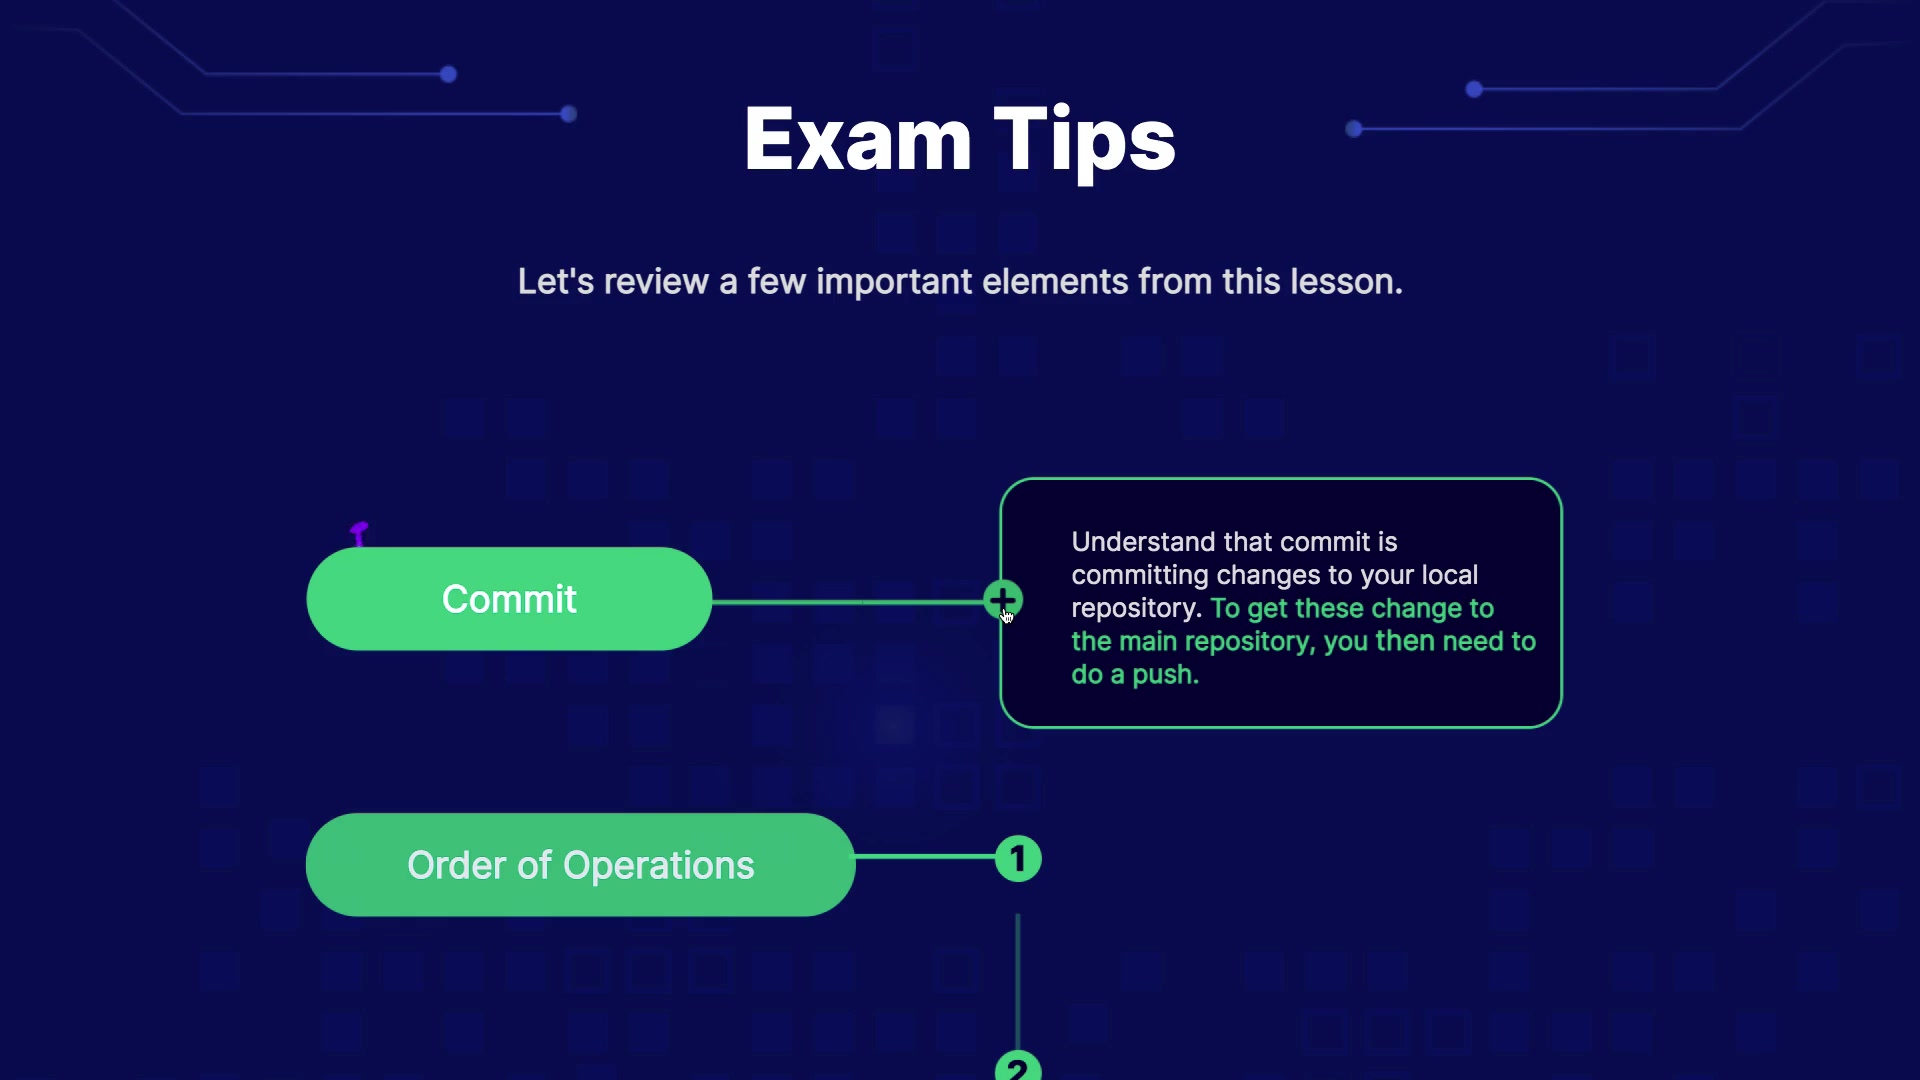 Exam Tips
Let's review a few important elements from this lesson.
Commit
Understand that commit is
committing changes to your local
repository. To get these change to
the main repository, you then need to
do a push.
Order of Operations
1
2